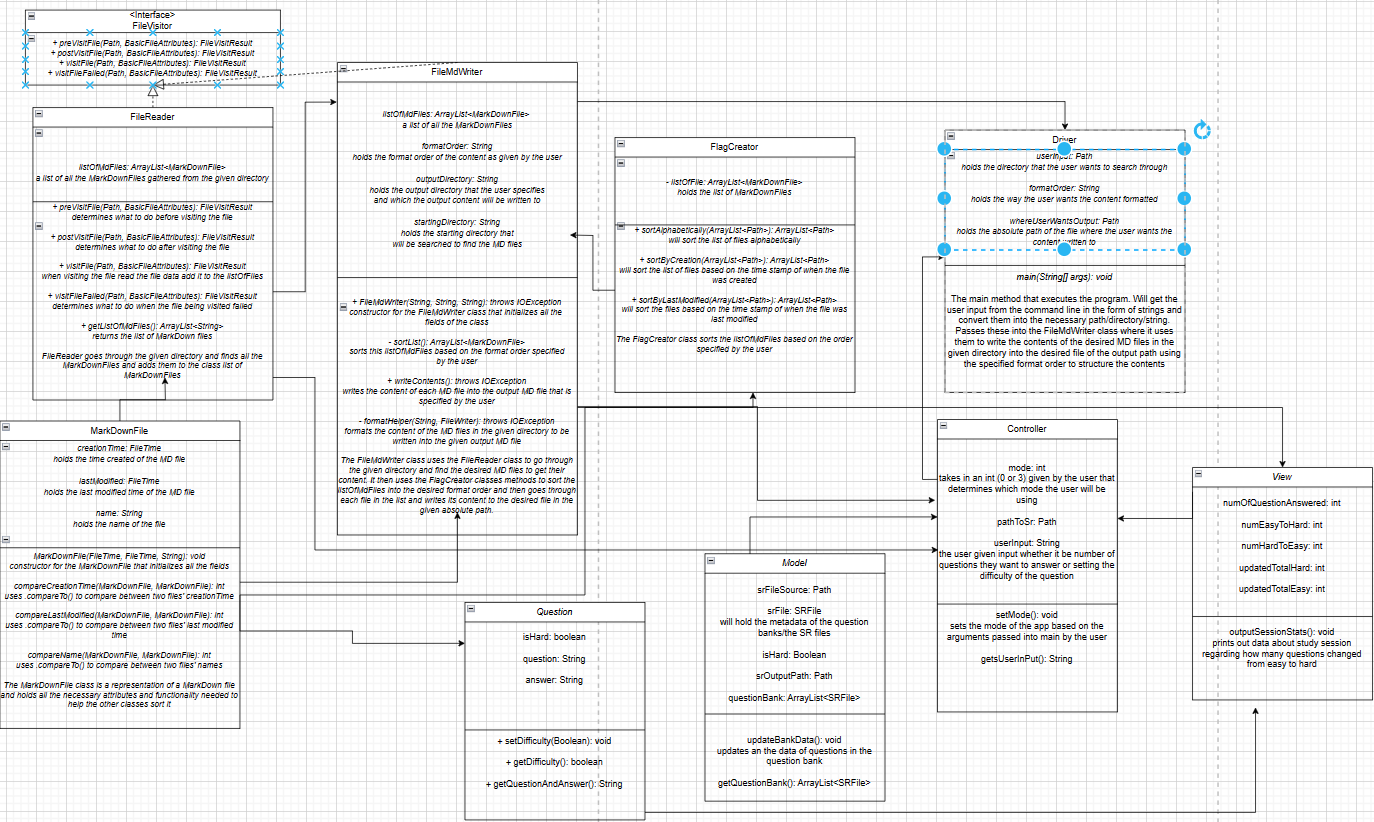 <Interface>
FileVisitor
+ preVisitFile(Path, BasicFileAttributes): FileVisitResult
+ postVisitFile(Path, BasicFileAttributes): FileVisitResult
+ visitFile(Path, BasicFileAttributes): FileVisitResult
+ visitFileFailed(Path, BasicFileAttributes): FileVisitResult
FileReader
listOfMdFiles: ArrayList<MarkDownFile>
a list of all the MarkDownFiles gathered from the given directory
+ preVisitFile(Path, BasicFileAttributes): FileVisitResult
determines what to do before visiting the file
+ postVisitFile(Path, BasicFileAttributes): FileVisitResult
determines what to do after visiting the file
+ visitFile(Path, BasicFileAttributes): FileVisitResult
when visiting the file read the file data add it to the listOfFiles
+ visitFileFailed(Path, BasicFileAttributes): FileVisitResult
determines what to do when the file being visited failed
+ getListOfMdFiles(): ArrayList<String>
returns the list of MarkDown files
FileReader goes through the given directory and finds all the
MarkDownFiles and adds them to the class list of
MarkDownFiles
MarkDownFile
creationTime: FileTime
holds the time created of the MD file
lastModified: FileTime
holds the last modified time of the MD file
name: String
holds the name of the file
MarkDownFile(FileTime, FileTime, String): void
constructor for the MarkDownFile that initializes all the fields
compareCreationTime(MarkDownFile, MarkDownFile): Int
uses .compareTo() to compare between two files' creationTime
compareLastModified(MarkDownFile, MarkDownFile): Int
uses .compareTo() to compare between two files' last modified
time
compareName(MarkDownFile, MarkDownFile): Int
uses .compareTo() to compare between two files' names
The MarkDownFile class is a representation of a MarkDown file
and holds all the necessary attributes and functionality needed to
help the other classes sort it
FileMdWriter
listOfMdFiles: ArrayList<MarkDownFile>
a list of all the MarkDownFiles
formatOrder: String
holds the format order of the content as given by the user
outputDirectory: String
holds the output directory that the user specifies
and which the output content will be written to
startingDirectory: String
holds the starting directory that
will be searched to find the MD files
+ FileMdWriter(String, String, String): throws IOException
constructor for the FileMdWriter class that initializes all the
fields of the class
- sortList(): ArrayList<MarkDownFile>
sorts this listOfMdFiles based on the format order specified
by the user
+ writeContents(): throws IOException
writes the content of each MD file into the output MD file that is
specified by the user
- formatHelper(String, FileWriter): throws IOException
formats the content of the MD files in the given directory to be
written into the given output MD file
The FileMdWriter class uses the FileReader class to go through
the given directory and find the desired MD files to get their
content. It then uses the FlagCreator classes methods to sort the
listOfMdFiles into the desired format order and then goes through
each file in the list and writes its content to the desired file in the
given absolute path.
FlagCreator
- listOfFile: ArrayList<MarkDownFile>
holds the list of MarkDownFiles
+ sortAlphabetically(ArrayList<Path>): ArrayList<Path>
will sort the list of files alphabetically
+ sortByCreation(ArrayList<Path>): ArrayList<Path>
will sort the list of files based on the time stamp of when the file
was created
+ sortByLastModified(ArrayList<Path>): ArrayList<Path>
will sort the files based on the time stamp of when the file was
last modified
The FlagCreator class sorts the listOfMdFiles based on the order
specified by the user
Driver
userInput: Path
holds the directory that the user wants to search through
formatOrder: String
holds the way the user wants the content formatted
whereUserWantsOutput: Path
holds the absolute path of the file where the user wants the
content written to
main(String[] args): void
The main method that executes the program. Will get the
user input from the command line in the form of strings and
convert them into the necessary path/directory/string.
Passes these into the FileMdWriter class where it uses
them to write the contents of the desired MD files in the
given directory into the desired file of the output path using
the specified format order to structure the contents
Question
isHard: boolean
question: String
answer: String
+ setDifficulty(Boolean): void
+ getDifficulty(): boolean
+ getQuestionAndAnswer(): String
Model
srFileSource: Path
srFile: SRFile
will hold the metadata of the question
banks/the SR files
isHard: Boolean
srOutputPath: Path
questionBank: ArrayList<SRFile>
updateBankData(): void
updates an the data of questions in the
question bank
getQuestionBank(): ArrayList<SRFile>
Controller
mode: int
takes in an int (0 or 3) given by the user that
determines which mode the user will be
using
pathToSr: Path
userInput: String
the user given input whether it be number of
questions they want to answer or setting the
difficulty of the question
setMode(): void
sets the mode of the app based on the
arguments passed into main by the user
getsUserInPut(): String
View
numOfQuestionAnswered: int
numEasyToHard: int
numHardToEasy: int
updatedTotalHard: int
updatedTotalEasy: int
outputSessionStats(): void
prints out data about study session
regarding how many questions changed
from easy to hard